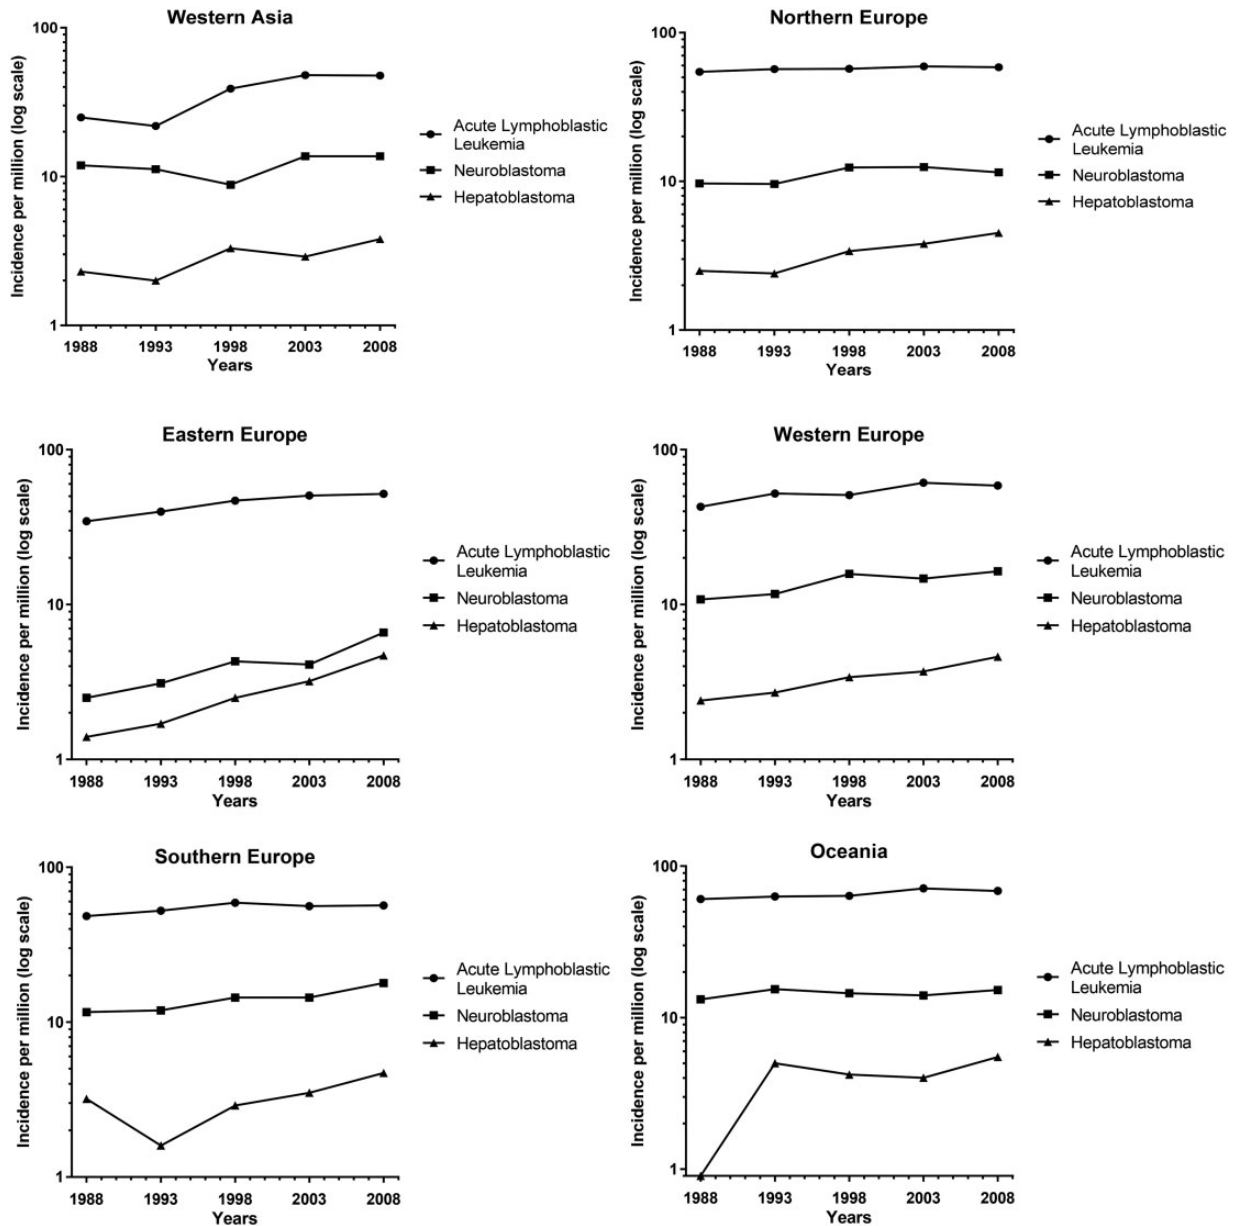 Western Asia
Incidence per million (log scale)
100
10
1
1988 1993 1998 2003 2008
Years
Acute Lymphoblastic
Leukemia
Neuroblastoma
Hepatoblastoma
Northern Europe
Incidence per million (log scale)
100
10
1
1988 1993 1998 2003 2008
Years
Acute Lymphoblastic
Leukemia
Neuroblastoma
Hepatoblastoma
Eastern Europe
Incidence per million (log scale)
100
10
1
1988 1993 1998 2003 2008
Years
Acute Lymphoblastic
Leukemia
Neuroblastoma
Hepatoblastoma
Western Europe
Incidence per million (log scale)
100
10
1
1988 1993 1998 2003 2008
Years
Acute Lymphoblastic
Leukemia
Neuroblastoma
Hepatoblastoma
Southern Europe
Incidence per million (log scale)
100
10
1
1988 1993 1998 2003 2008
Years
Acute Lymphoblastic
Leukemia
Neuroblastoma
Hepatoblastoma
Oceania
Incidence per million (log scale)
100
10
1
1988 1993 1998 2003 2008
Years
Acute Lymphoblastic
Leukemia
Neuroblastoma
Hepatoblastoma